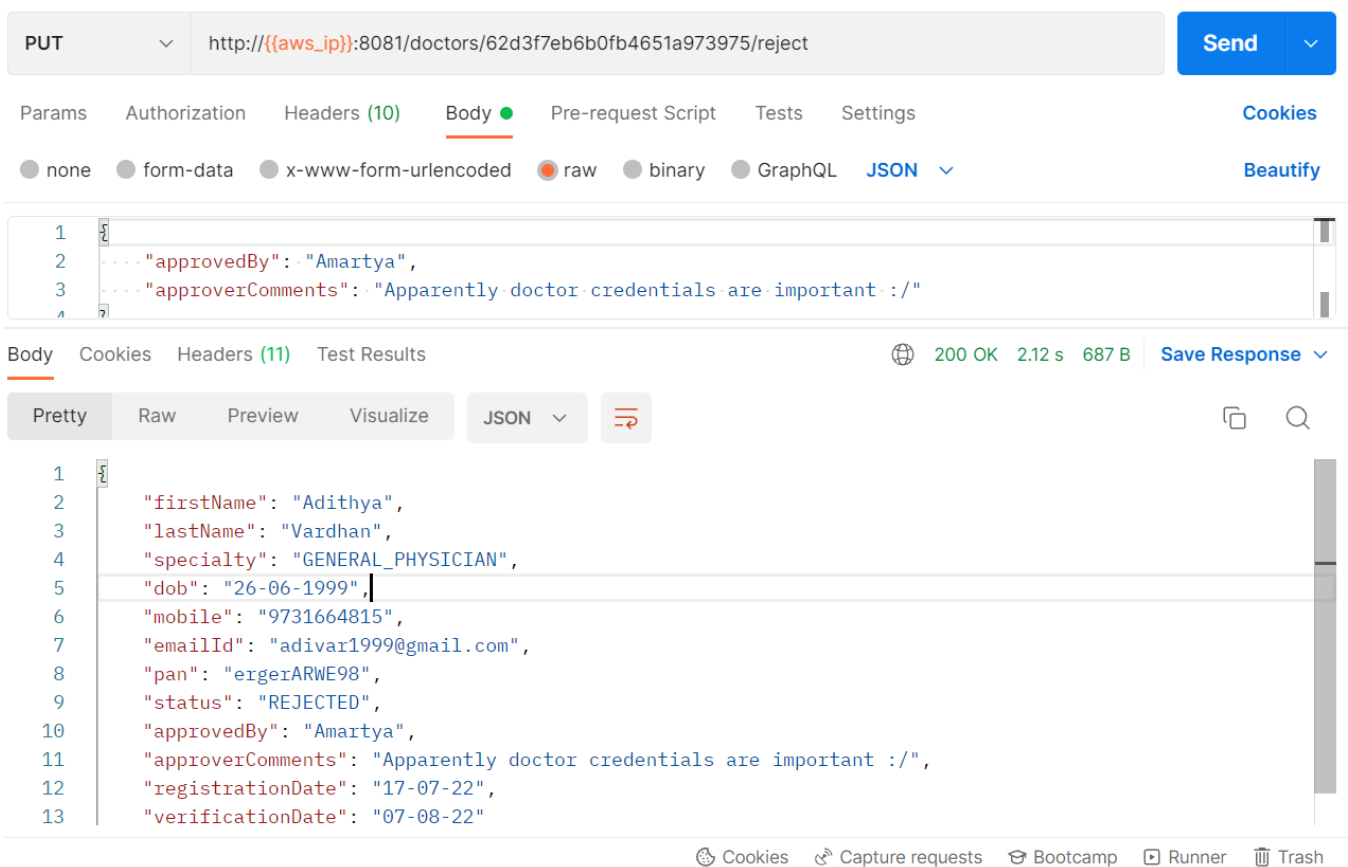 PUT http://{{aws_ip}}:8081/doctors/62d3f7eb6b0fb4651a973975/reject Send
Params Authorization Headers (10) Body Pre-request Script Tests Settings Cookies
none form-data x-www-form-urlencoded raw binary GraphQL JSON Beautify
1 {
2 "approvedBy": "Amartya",
3 "approverComments": "Apparently doctor credentials are important :/"
4 }
Body Cookies Headers (11) Test Results 200 OK 2.12 s 687 B Save Response
Pretty Raw Preview Visualize JSON
1 {
2 "firstName": "Adithya",
3 "lastName": "Vardhan",
4 "specialty": "GENERAL_PHYSICIAN",
5 "dob": "26-06-1999",
6 "mobile": "9731664815",
7 "emailId": "adivar1999@gmail.com",
8 "pan": "ergerARWE98",
9 "status": "REJECTED",
10 "approvedBy": "Amartya",
11 "approverComments": "Apparently doctor credentials are important :/",
12 "registrationDate": "17-07-22",
13 "verificationDate": "07-08-22"
Cookies Capture requests Bootcamp Runner Trash